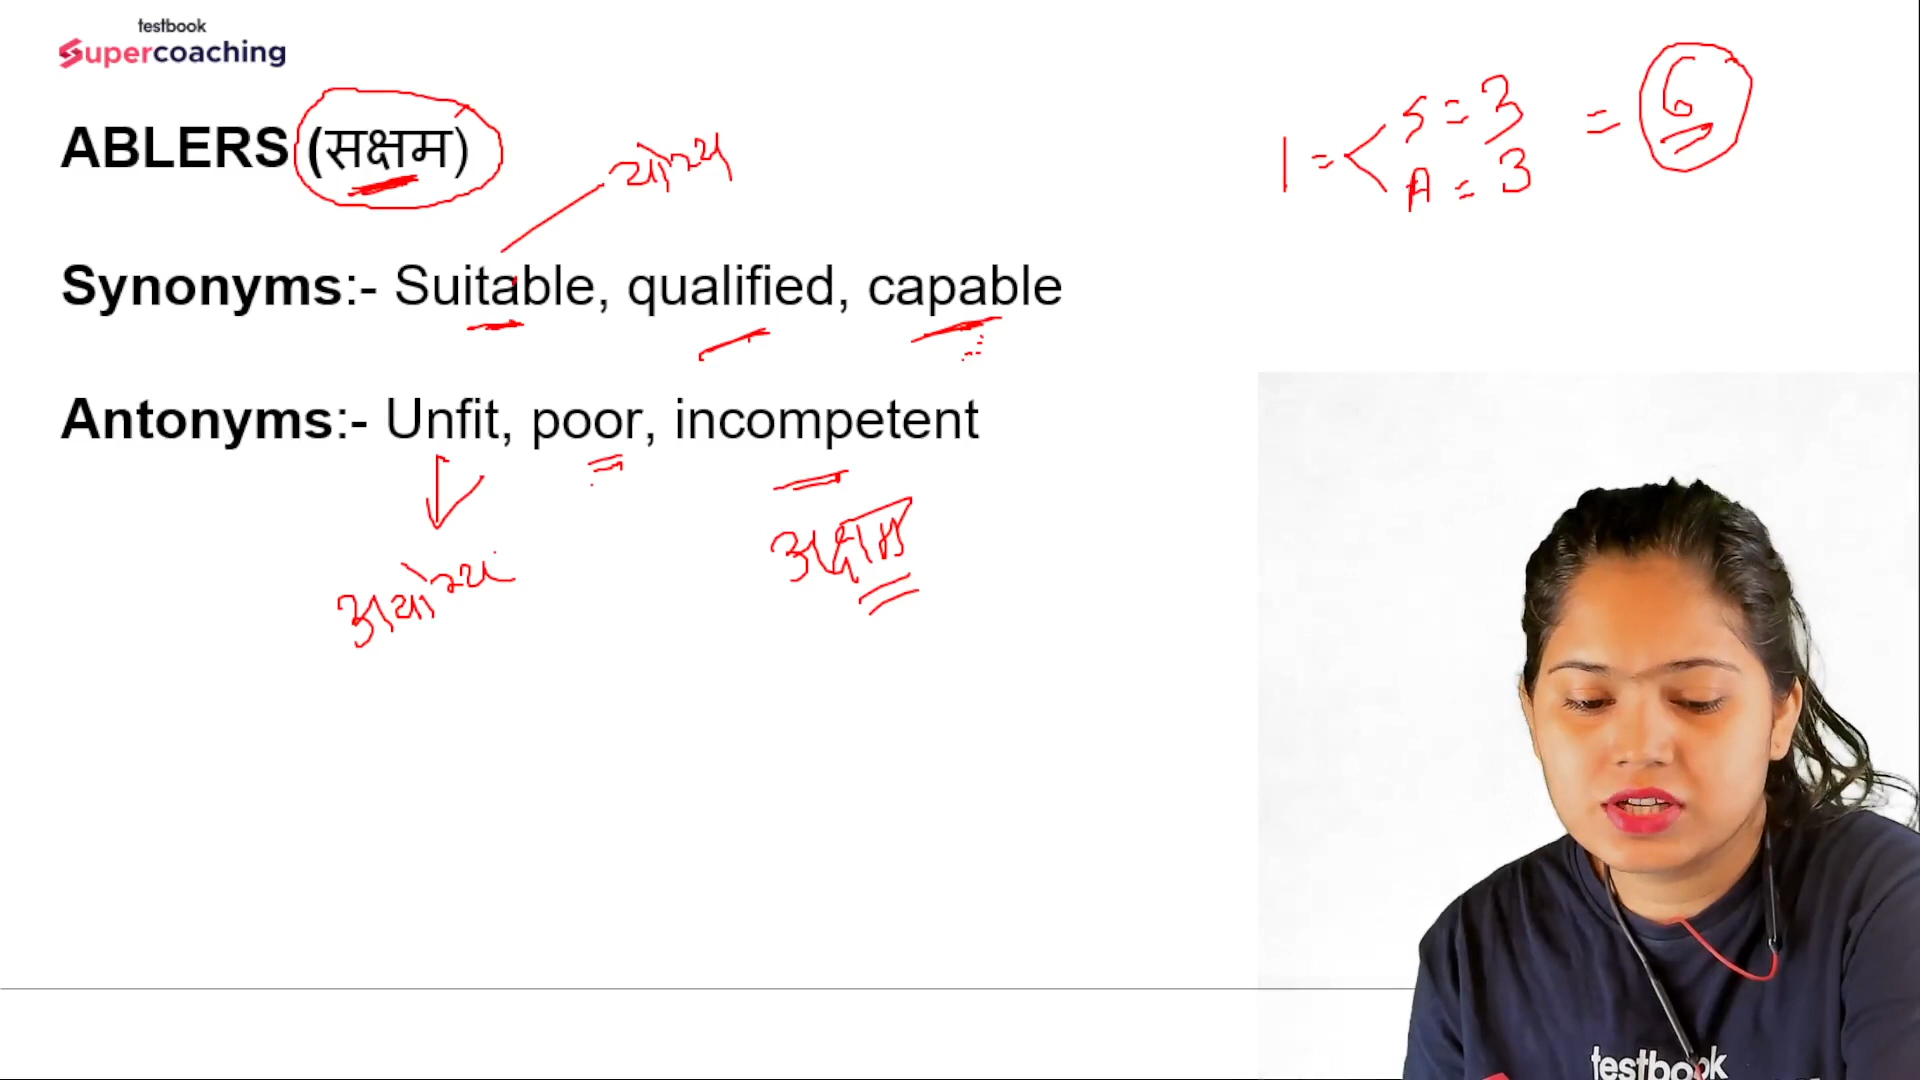 testbook
Supercoaching
ABLERS (सक्षम)
योग्य
1 = < S = 3 = 6
A = 3
Synonyms:- Suitable, qualified, capable
Antonyms:- Unfit, poor, incompetent
अयोग्य
अक्षम
testbook